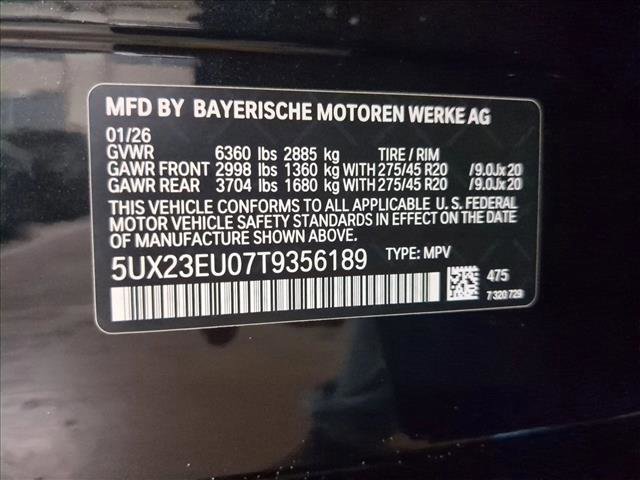 MFD BY BAYERISCHE MOTOREN WERKE AG
01/26
GVWR 6360 lbs 2885 kg TIRE / RIM
GAWR FRONT 2998 lbs 1360 kg WITH 275/45 R20 /9.0Jx20
GAWR REAR 3704 lbs 1680 kg WITH 275/45 R20 /9.0Jx20
THIS VEHICLE CONFORMS TO ALL APPLICABLE U. S. FEDERAL
MOTOR VEHICLE SAFETY STANDARDS IN EFFECT ON THE DATE
OF MANUFACTURE SHOWN ABOVE.
5UX23EU07T9356189 TYPE: MPV
475
7 320 729